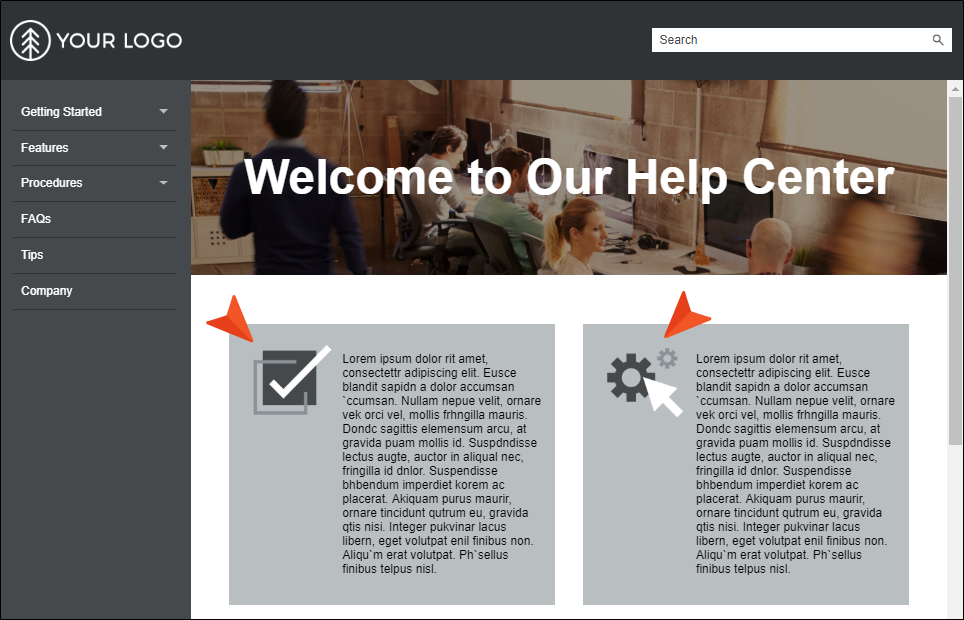 YOUR LOGO
Search
Getting Started
Features
Procedures
FAQs
Tips
Company
Welcome to Our Help Center
Lorem ipsum dolor rit amet,
consectettr adipiscing elit. Eusce
blandit sapidn a dolor accumsan
`ccumsan. Nullam nepue velit, ornare
vek orci vel, mollis frhngilla mauris.
Dondc sagittis elemensum arcu, at
gravida puam mollis id. Suspdndisse
lectus augte, auctor in aliqual nec,
fringilla id dnlor. Suspendisse
bhbendum imperdiet korem ac
placerat. Akiquam purus maurir,
ornare tincidunt qutrum eu, gravida
qtis nisi. Integer pukvinar lacus
libern, eget volutpat enil finibus non.
Aliqu`m erat volutpat. Ph`sellus
finibus telpus nisl.
Lorem ipsum dolor rit amet,
consectettr adipiscing elit. Eusce
blandit sapidn a dolor accumsan
`ccumsan. Nullam nepue velit, ornare
vek orci vel, mollis frhngilla mauris.
Dondc sagittis elemensum arcu, at
gravida puam mollis id. Suspdndisse
lectus augte, auctor in aliqual nec,
fringilla id dnlor. Suspendisse
bhbendum imperdiet korem ac
placerat. Akiquam purus maurir,
ornare tincidunt qutrum eu, gravida
qtis nisi. Integer pukvinar lacus
libern, eget volutpat enil finibus non.
Aliqu`m erat volutpat. Ph`sellus
finibus telpus nisl.